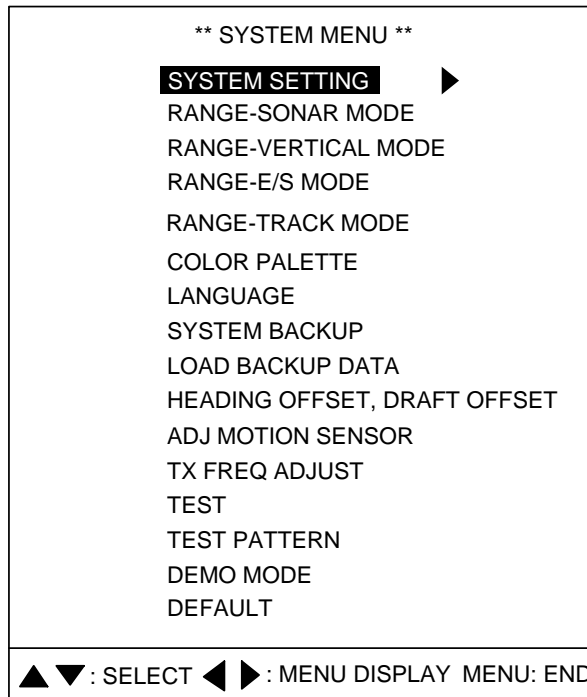 ** SYSTEM MENU **
SYSTEM SETTING ▶
RANGE-SONAR MODE
RANGE-VERTICAL MODE
RANGE-E/S MODE
RANGE-TRACK MODE
COLOR PALETTE
LANGUAGE
SYSTEM BACKUP
LOAD BACKUP DATA
HEADING OFFSET, DRAFT OFFSET
ADJ MOTION SENSOR
TX FREQ ADJUST
TEST
TEST PATTERN
DEMO MODE
DEFAULT
▲ ▼ : SELECT ◀ ▶ : MENU DISPLAY MENU: END